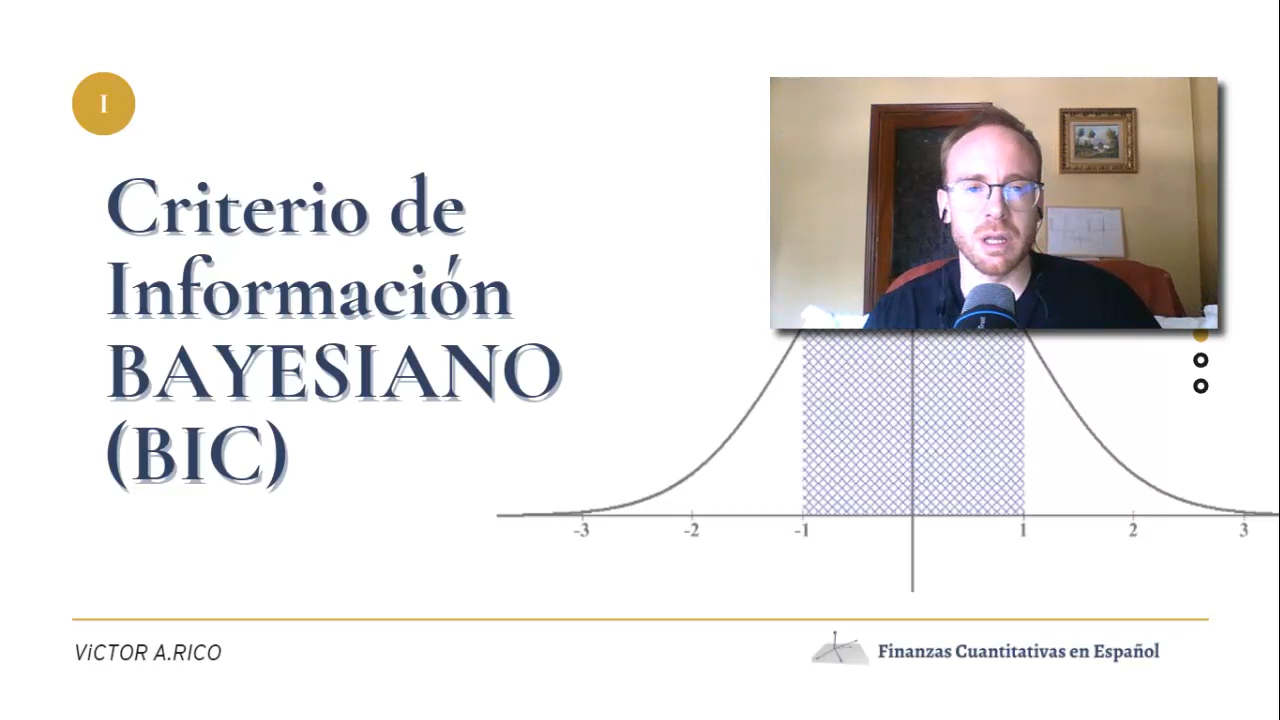 I
Criterio de
Información
BAYESIANO
(BIC)
-3 -2 -1 1 2 3
ViCTOR A.RICO
Finanzas Cuantitativas en Español